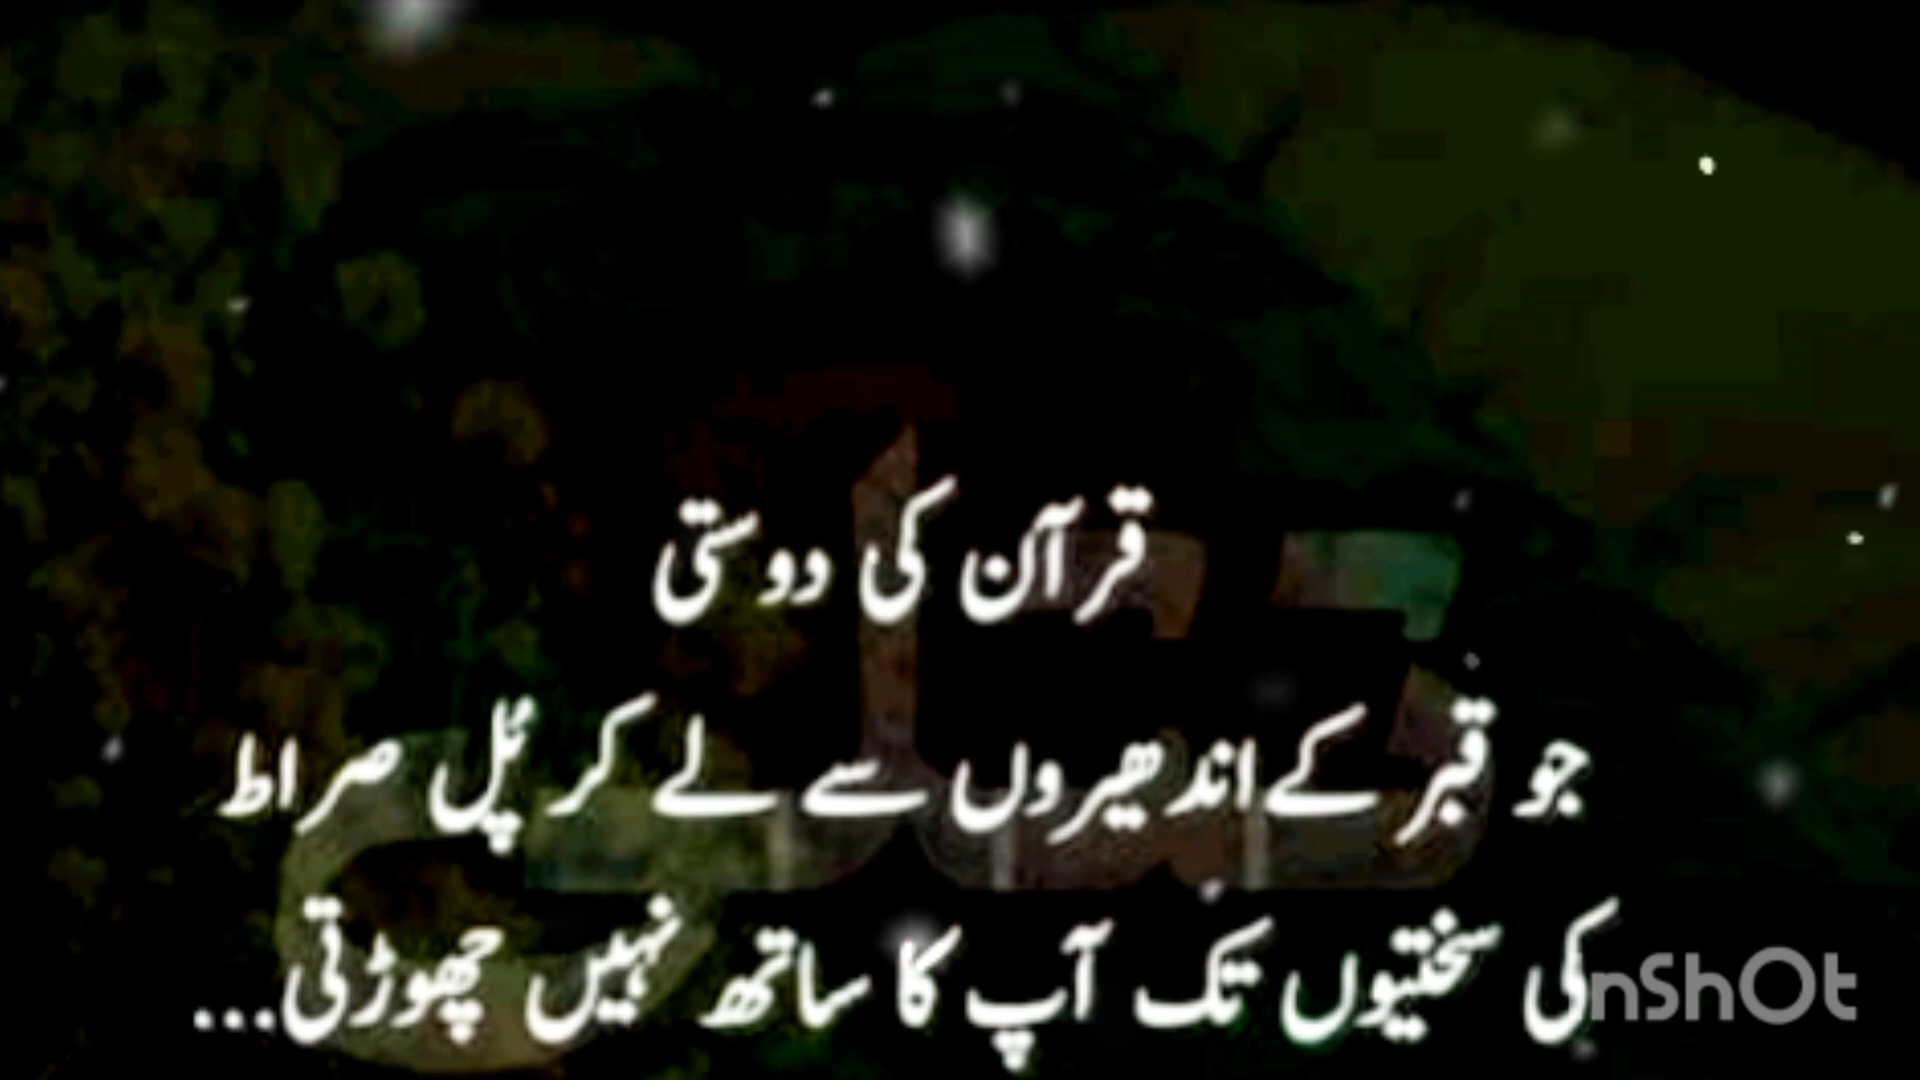 قرآن کی دوستی
جو قبر کے اندھیروں سے لے کر پُل صراط
کی سختیوں تک آپ کا ساتھ نہیں چھوڑتی...
nShOt